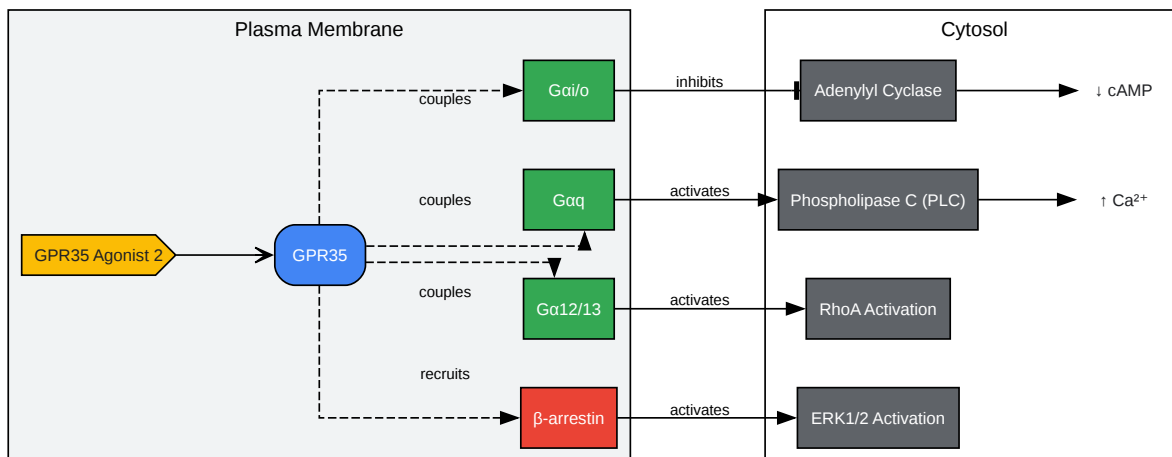 Plasma Membrane
Cytosol
couples
Gαi/o
inhibits
Adenylyl Cyclase
↓ cAMP
couples
Gαq
activates
Phospholipase C (PLC)
↑ Ca²⁺
GPR35 Agonist 2
GPR35
couples
Gα12/13
activates
RhoA Activation
recruits
β-arrestin
activates
ERK1/2 Activation